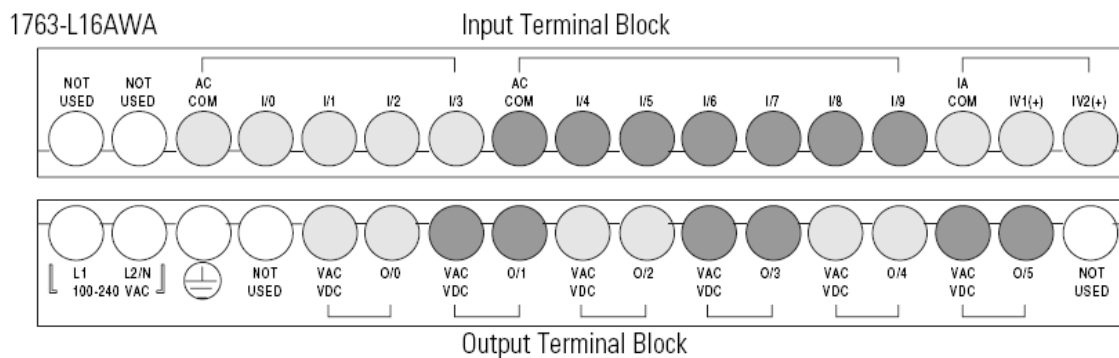 1763-L16AWA
Input Terminal Block
NOT USED NOT USED AC COM I/0 I/1 I/2 I/3 AC COM I/4 I/5 I/6 I/7 I/8 I/9 IA COM IV1(+) IV2(+)
L1 L2/N NOT USED VAC VDC O/0 VAC VDC O/1 VAC VDC O/2 VAC VDC O/3 VAC VDC O/4 VAC VDC O/5 NOT USED
100-240 VAC
Output Terminal Block